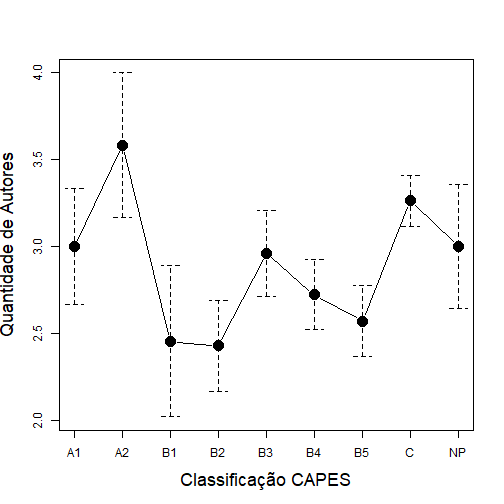 Quantidade de Autores
4.0
3.5
3.0
2.5
2.0
A1 A2 B1 B2 B3 B4 B5 C NP
Classificação CAPES